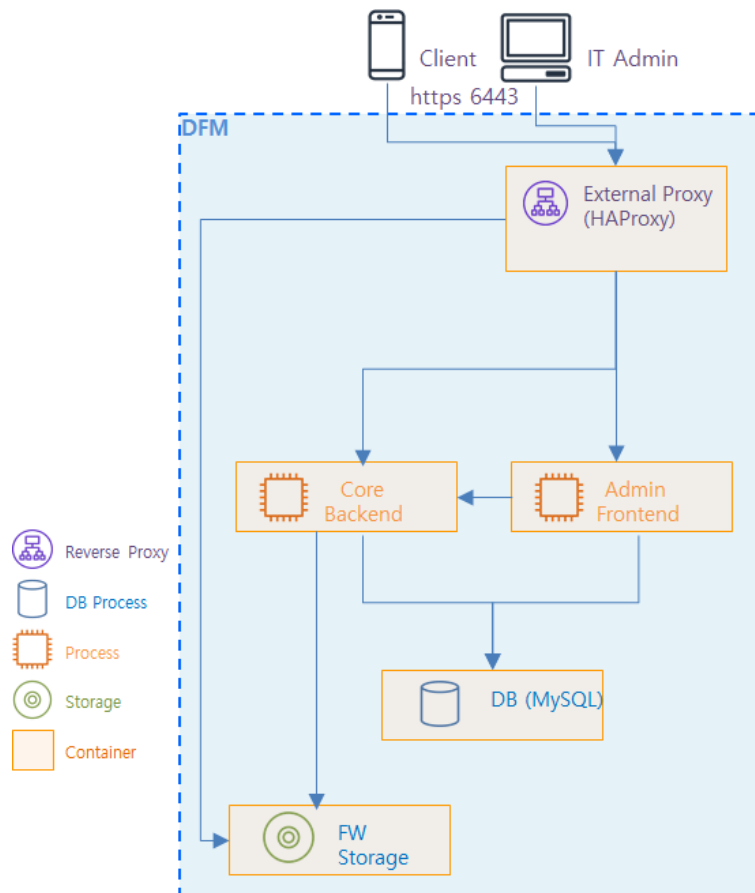 Client
IT Admin
https 6443
DFM
External Proxy
(HAProxy)
Core
Backend
Admin
Frontend
Reverse Proxy
DB Process
Process
Storage
Container
DB (MySQL)
FW
Storage